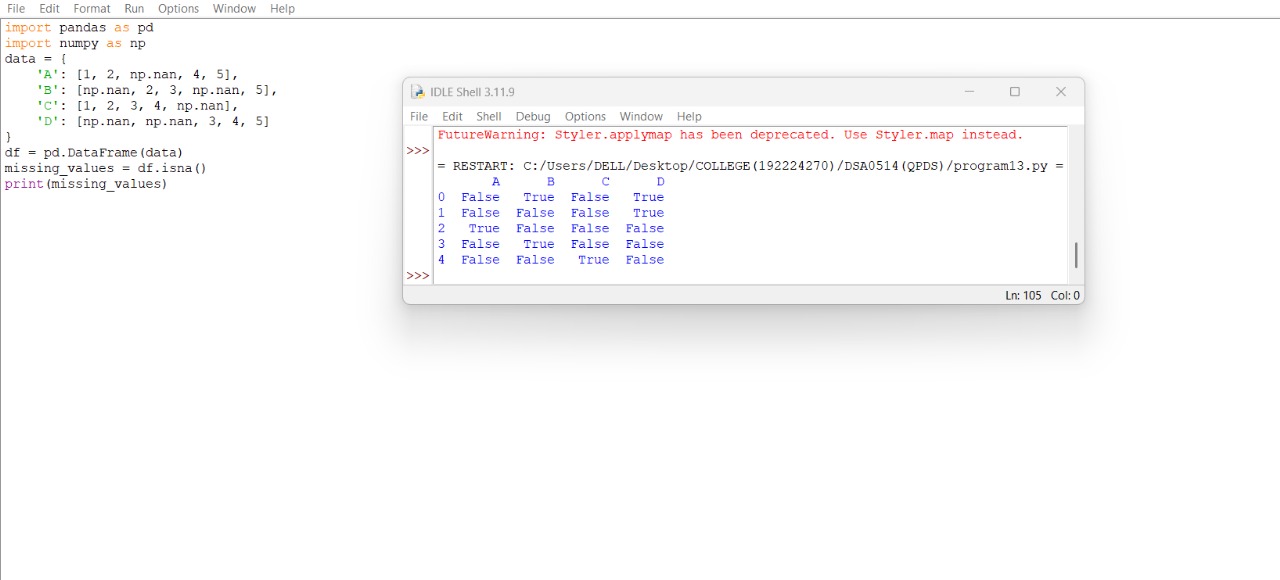 File Edit Format Run Options Window Help
import pandas as pd
import numpy as np
data = {
    'A': [1, 2, np.nan, 4, 5],
    'B': [np.nan, 2, 3, np.nan, 5],
    'C': [1, 2, 3, 4, np.nan],
    'D': [np.nan, np.nan, 3, 4, 5]
}
df = pd.DataFrame(data)
missing_values = df.isna()
print(missing_values)
IDLE Shell 3.11.9
File Edit Shell Debug Options Window Help
FutureWarning: Styler.applymap has been deprecated. Use Styler.map instead.
>>>
= RESTART: C:/Users/DELL/Desktop/COLLEGE(192224270)/DSA0514(QPDS)/program13.py =
       A      B      C      D
0  False   True  False   True
1  False  False  False   True
2   True  False  False  False
3  False   True  False  False
4  False  False   True  False
>>>
Ln: 105 Col: 0